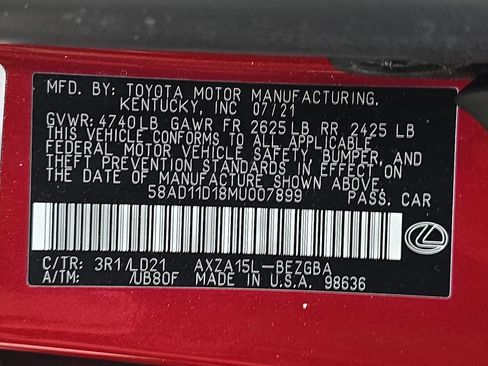 MFD. BY: TOYOTA MOTOR MANUFACTURING,
KENTUCKY, INC 07/21
GVWR: 4740LB GAWR FR 2625LB RR 2425 LB
THIS VEHICLE CONFORMS TO ALL APPLICABLE
FEDERAL MOTOR VEHICLE SAFETY, BUMPER, AND
THEFT PREVENTION STANDARDS IN EFFECT ON
THE DATE OF MANUFACTURE SHOWN ABOVE.
58AD11D18MU007899 PASS. CAR
C/TR: 3R1/LD21 AXZA15L-BEZGBA
A/TM: /UB80F MADE IN U.S.A. 98636